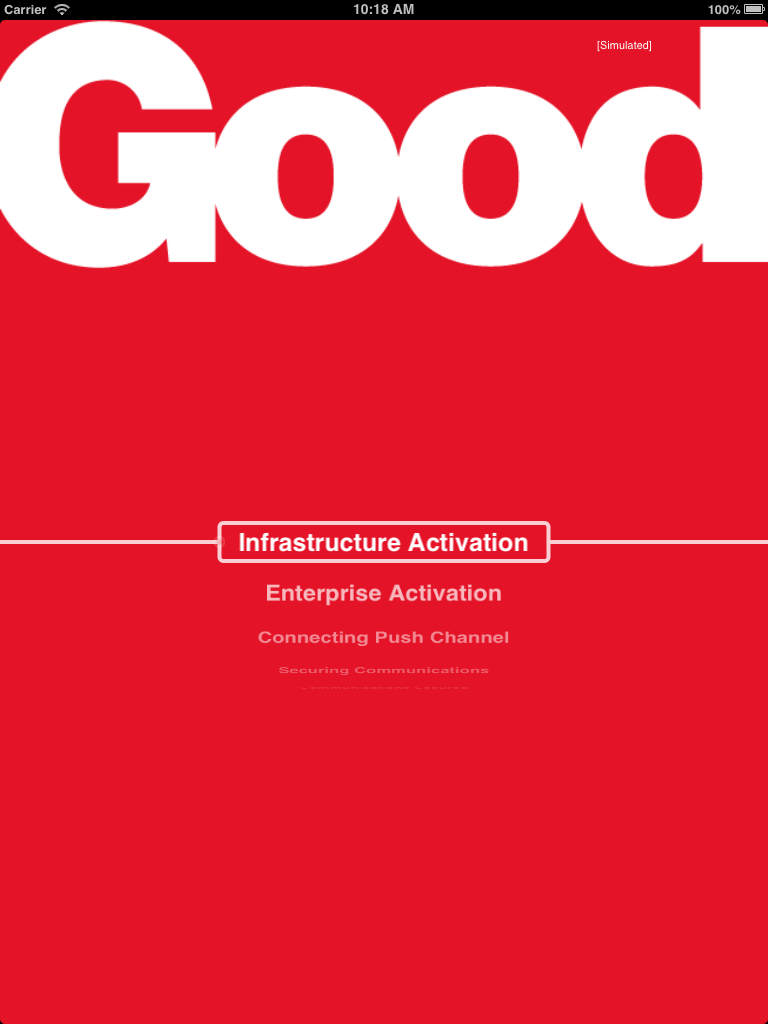 Carrier 10:18 AM 100%
[Simulated]
Good
Infrastructure Activation
Enterprise Activation
Connecting Push Channel
Securing Communications